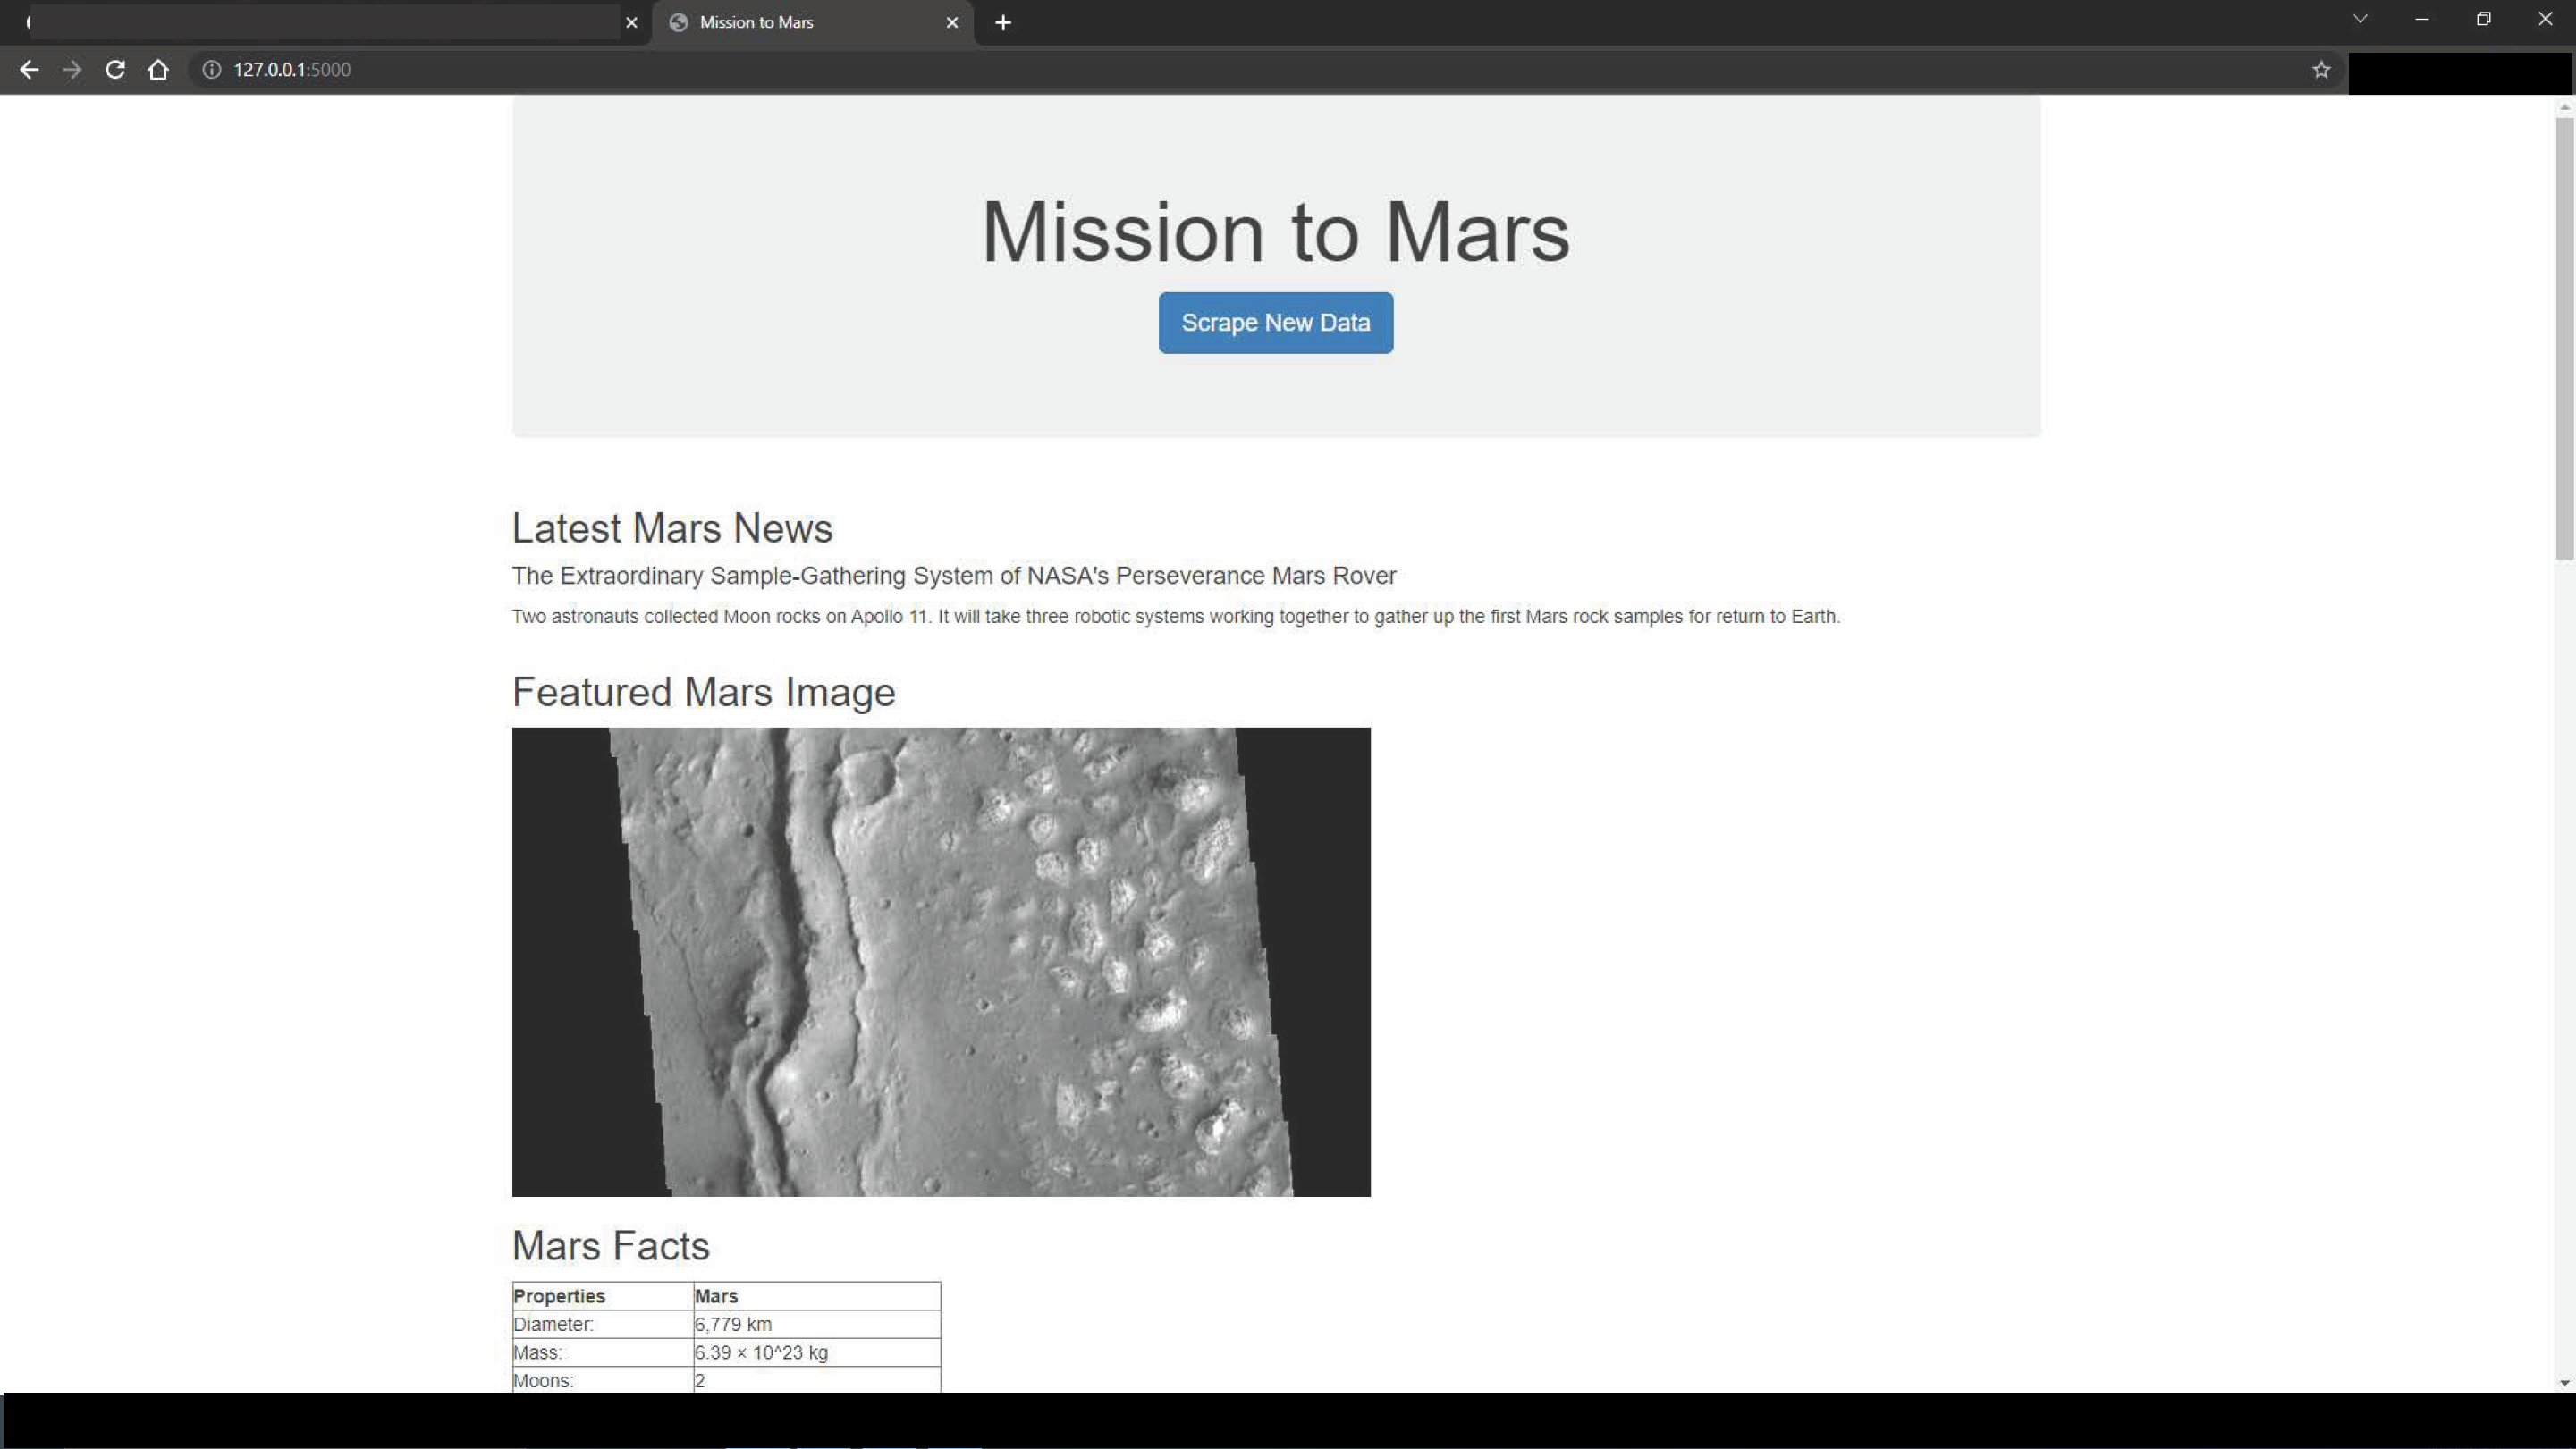 Mission to Mars
127.0.0.1:5000
Mission to Mars
Scrape New Data
Latest Mars News
The Extraordinary Sample-Gathering System of NASA's Perseverance Mars Rover
Two astronauts collected Moon rocks on Apollo 11. It will take three robotic systems working together to gather up the first Mars rock samples for return to Earth.
Featured Mars Image
Mars Facts
Properties Mars
Diameter: 6,779 km
Mass: 6.39 × 10^23 kg
Moons: 2